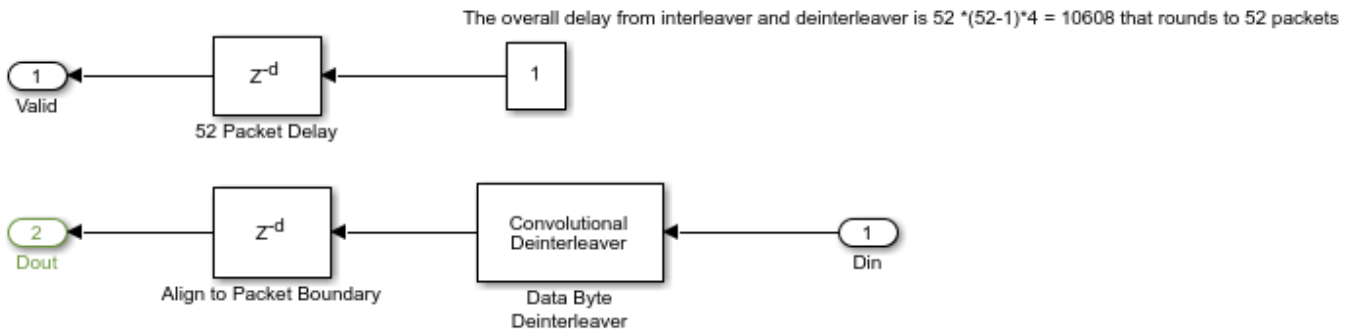 The overall delay from interleaver and deinterleaver is 52 *(52-1)*4 = 10608 that rounds to 52 packets
1
Valid
Z-d
52 Packet Delay
1
2
Dout
Z-d
Align to Packet Boundary
Convolutional
Deinterleaver
Data Byte
Deinterleaver
1
Din